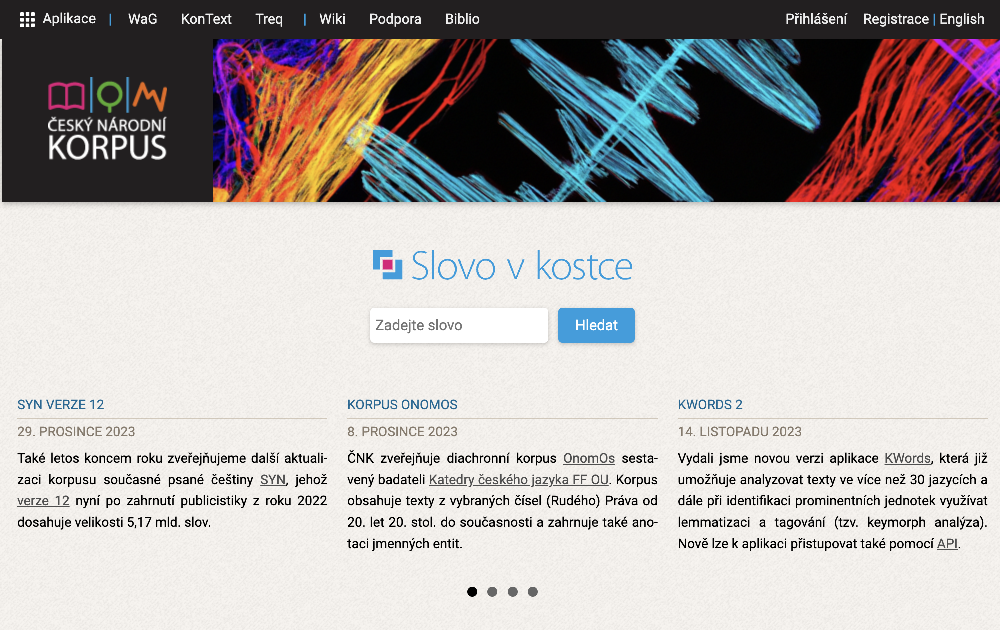 Aplikace | WaG KonText Treq | Wiki Podpora Biblio Přihlášení Registrace | English
ČESKÝ NÁRODNÍ
KORPUS
Slovo v kostce
Zadejte slovo Hledat
SYN VERZE 12
29. PROSINCE 2023
Také letos koncem roku zveřejňujeme další aktuali-
zaci korpusu současné psané češtiny SYN, jehož
verze 12 nyní po zahrnutí publicistiky z roku 2022
dosahuje velikosti 5,17 mld. slov.
KORPUS ONOMOS
8. PROSINCE 2023
ČNK zveřejňuje diachronní korpus OnomOs sesta-
vený badateli Katedry českého jazyka FF OU. Korpus
obsahuje texty z vybraných čísel (Rudého) Práva od
20. let 20. stol. do současnosti a zahrnuje také ano-
taci jmenných entit.
KWORDS 2
14. LISTOPADU 2023
Vydali jsme novou verzi aplikace KWords, která již
umožňuje analyzovat texty ve více než 30 jazycích a
dále při identifikaci prominentních jednotek využívat
lemmatizaci a tagování (tzv. keymorph analýza).
Nově lze k aplikaci přistupovat také pomocí API.